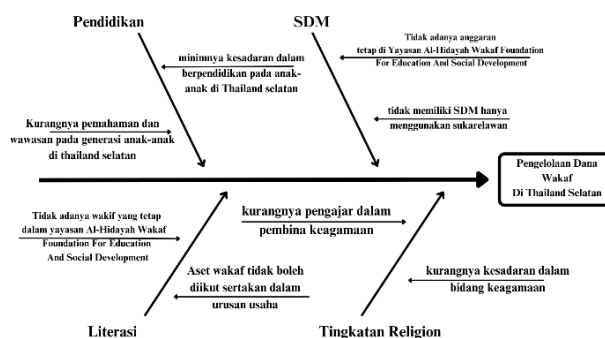 Pendidikan
SDM
minimnya kesadaran dalam
berpendidikan pada anak-
anak di Thailand selatan
Tidak adanya anggaran
tetap di Yayasan Al-Hidayah Wakaf Foundation
For Education And Social Development
Kurangnya pemahaman dan
wawasan pada generasi anak-anak
di thailand selatan
tidak memiliki SDM hanya
menggunakan sukarelawan
Pengelolaan Dana
Wakaf
Di Thailand Selatan
Tidak adanya wakif yang tetap
dalam yayasan Al-Hidayah Wakaf
Foundation For Education
And Social Development
kurangnya pengajar dalam
pembina keagamaan
Aset wakaf tidak boleh
diikut sertakan dalam
urusan usaha
kurangnya kesadaran dalam
bidang keagamaan
Literasi
Tingkatan Religion